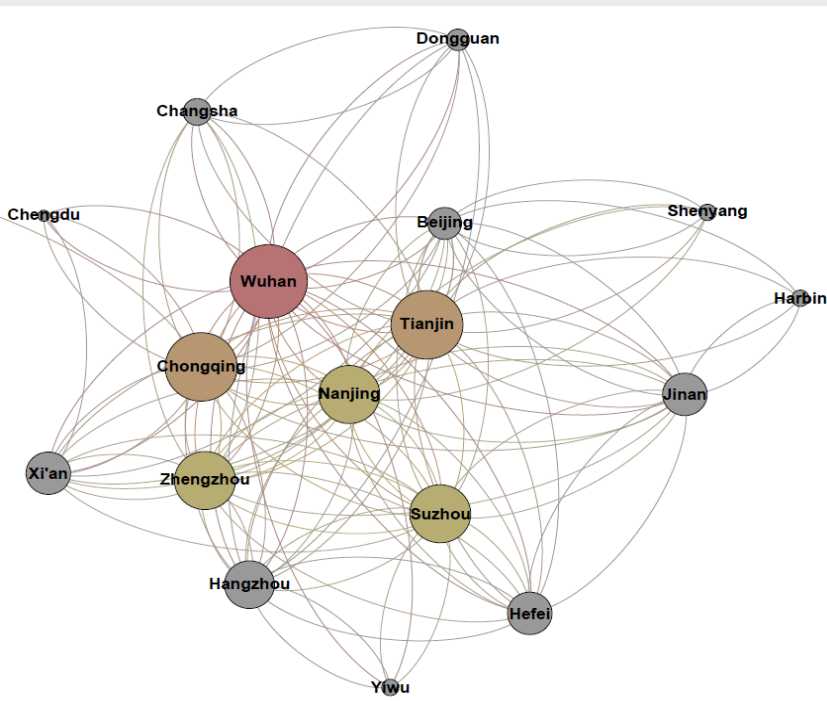 Dongguan
Changsha
Chengdu
Shenyang
Beijing
Wuhan
Harbin
Tianjin
Chongqing
Nanjing
Jinan
Xi'an
Zhengzhou
Suzhou
Hangzhou
Hefei
Yiwu